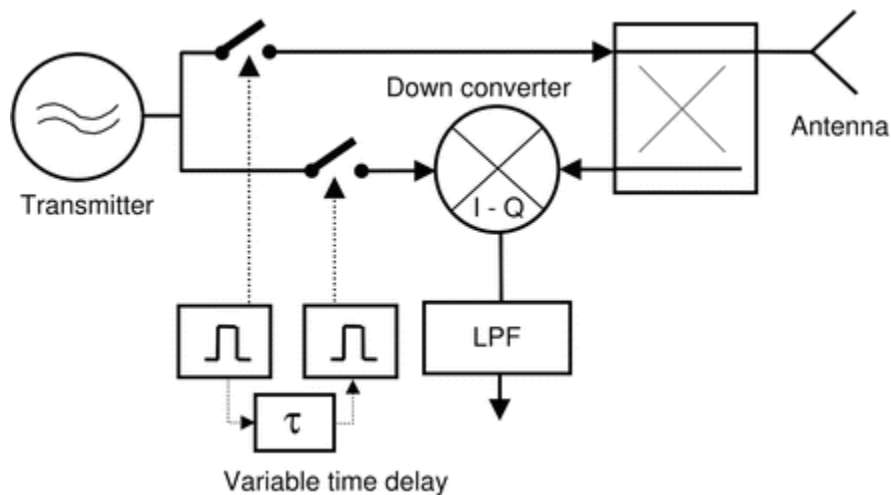 Down converter
Antenna
Transmitter
I - Q
LPF
τ
Variable time delay